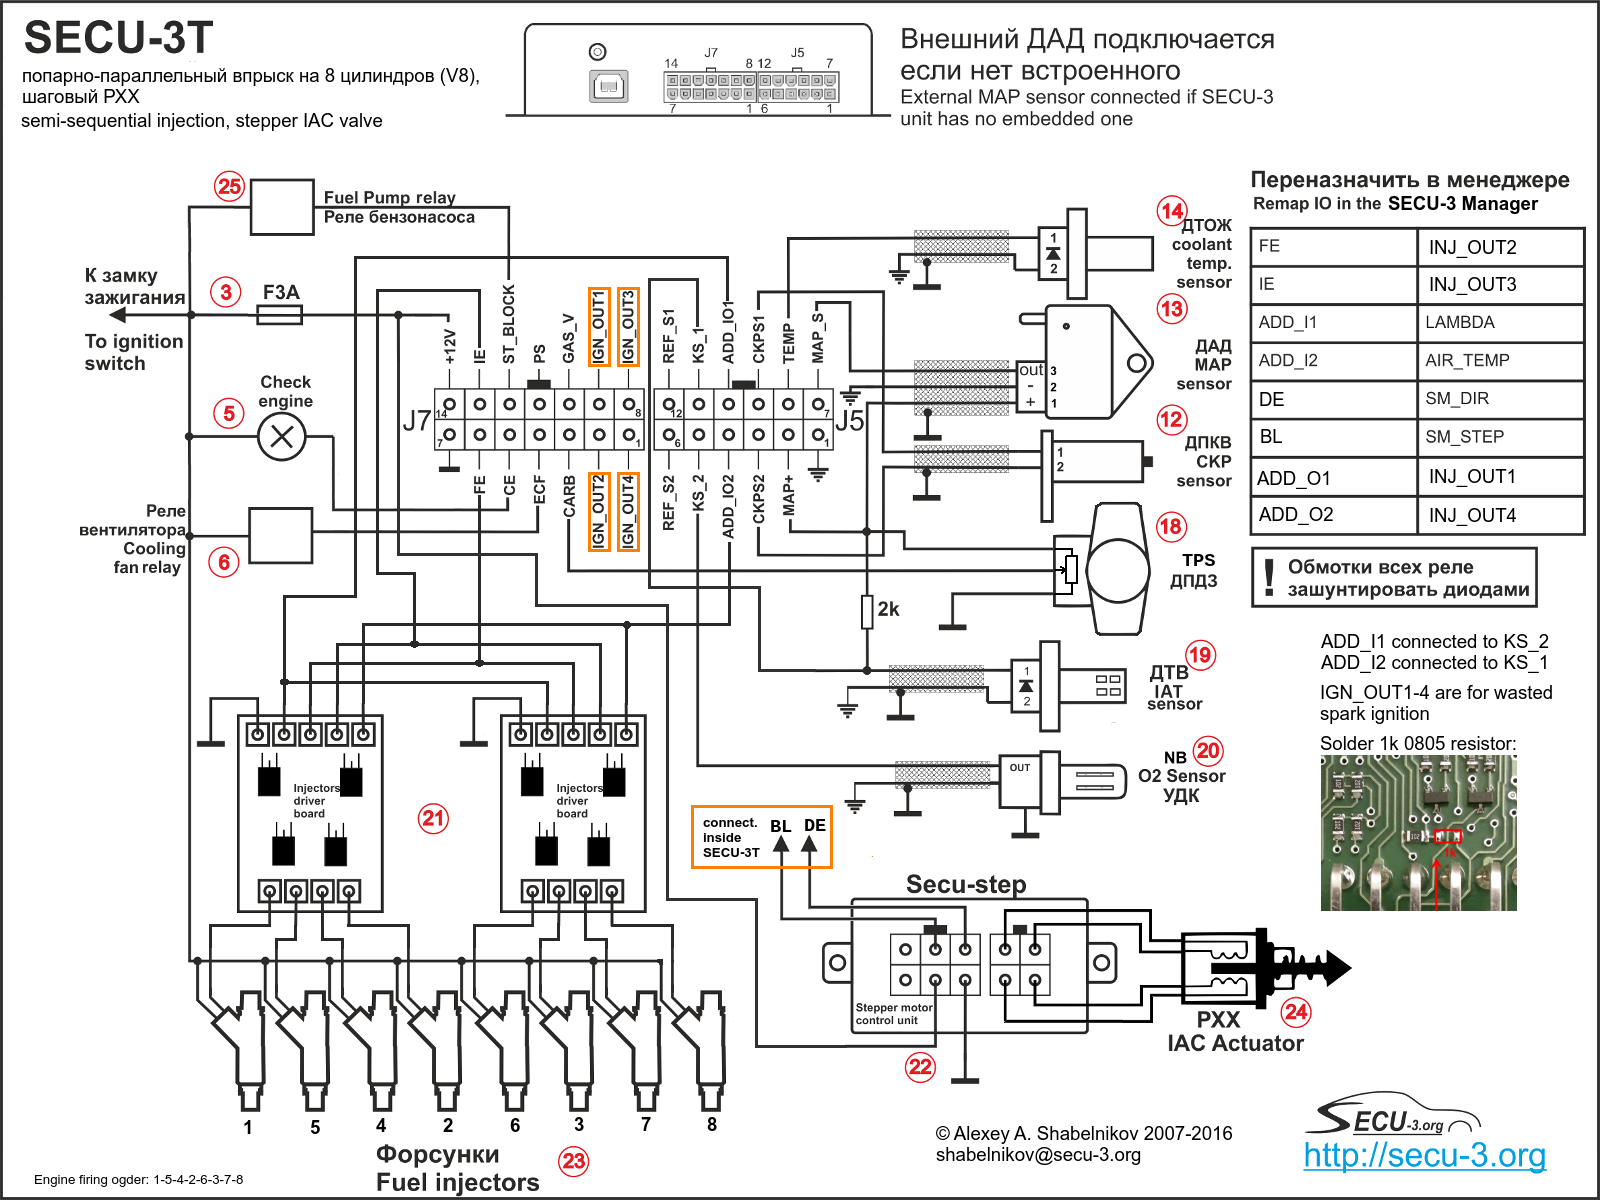 SECU-3T
попарно-параллельный впрыск на 8 цилиндров (V8),
шаговый РХХ
semi-sequential injection, stepper IAC valve
J7
J5
14
8
12
7
7
1
6
1
Внешний ДАД подключается
если нет встроенного
External MAP sensor connected if SECU-3
unit has no embedded one
25
Fuel Pump relay
Реле бензонасоса
К замку
зажигания
3
F3A
To ignition
switch
Check
engine
5
Реле
вентилятора
Cooling
fan relay
6
+12V
IE
ST_BLOCK
PS
GAS_V
IGN_OUT1
IGN_OUT3
REF_S1
KS_1
ADD_IO1
CKPS1
TEMP
MAP_S
J7
14
8
7
1
12
7
6
1
J5
FE
CE
ECF
CARB
IGN_OUT2
IGN_OUT4
REF_S2
KS_2
ADD_IO2
CKPS2
MAP+
14
ДТОЖ
coolant
temp.
sensor
1
2
13
ДАД
MAP
sensor
out
3
-
2
+
1
12
ДПКВ
CKP
sensor
1
2
18
TPS
ДПДЗ
2k
19
ДТВ
IAT
sensor
1
2
20
NB
O2 Sensor
УДК
OUT
Переназначить в менеджере
Remap IO in the SECU-3 Manager
FE INJ_OUT2
IE INJ_OUT3
ADD_I1 LAMBDA
ADD_I2 AIR_TEMP
DE SM_DIR
BL SM_STEP
ADD_O1 INJ_OUT1
ADD_O2 INJ_OUT4
! Обмотки всех реле
зашунтировать диодами
ADD_I1 connected to KS_2
ADD_I2 connected to KS_1
IGN_OUT1-4 are for wasted
spark ignition
Solder 1k 0805 resistor:
102
102
102
102
102
1k
Injectors
driver
board
21
Injectors
driver
board
connect.
inside
SECU-3T
BL
DE
Secu-step
Stepper motor
control unit
22
РХХ
IAC Actuator
24
1
5
4
2
6
3
7
8
Форсунки
Fuel injectors
23
Engine firing ogder: 1-5-4-2-6-3-7-8
© Alexey A. Shabelnikov 2007-2016
shabelnikov@secu-3.org
SECU-3.org
http://secu-3.org